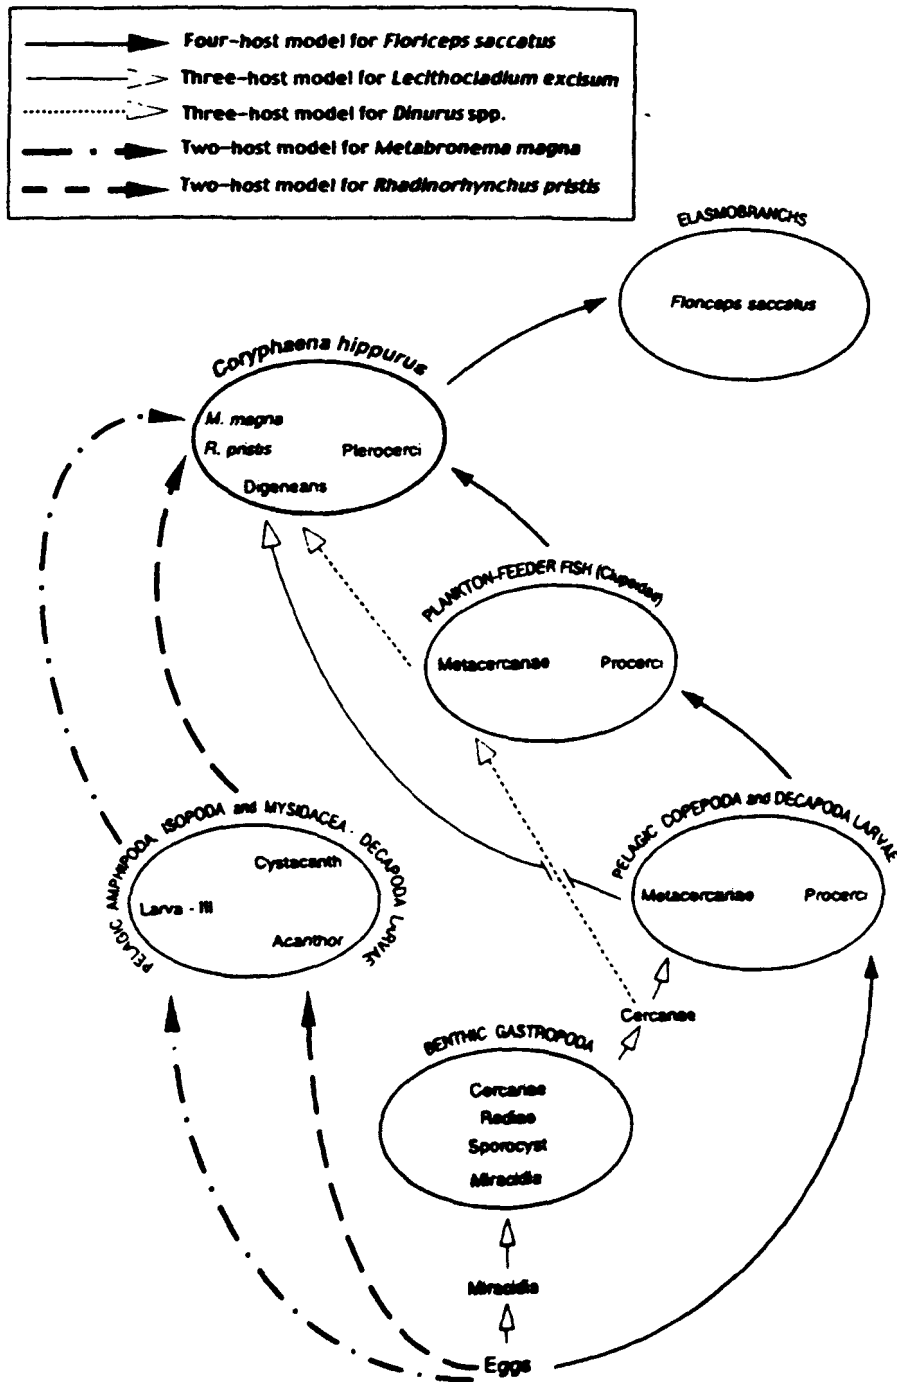 Four-host model for Floriceps saccatus
Three-host model for Lecithocladium excisum
Three-host model for Dinurus spp.
Two-host model for Metabronema magna
Two-host model for Rhadinorhynchus pristis
ELASMOBRANCHS
Floriceps saccatus
Coryphaena hippurus
M. magna
R. pristis
Plerocerci
Digeneans
PLANKTON-FEEDER FISH (Clupeidae)
Metacercariae
Procerci
PELAGIC AMPHIPODA ISOPODA and MYSIDACEA - DECAPODA LARVAE
Cystacanth
Larva - III
Acanthor
PELAGIC COPEPODA and DECAPODA LARVAE
Metacercariae
Procerci
Cercariae
BENTHIC GASTROPODA
Cercariae
Rediae
Sporocyst
Miracidia
Miracidia
Eggs